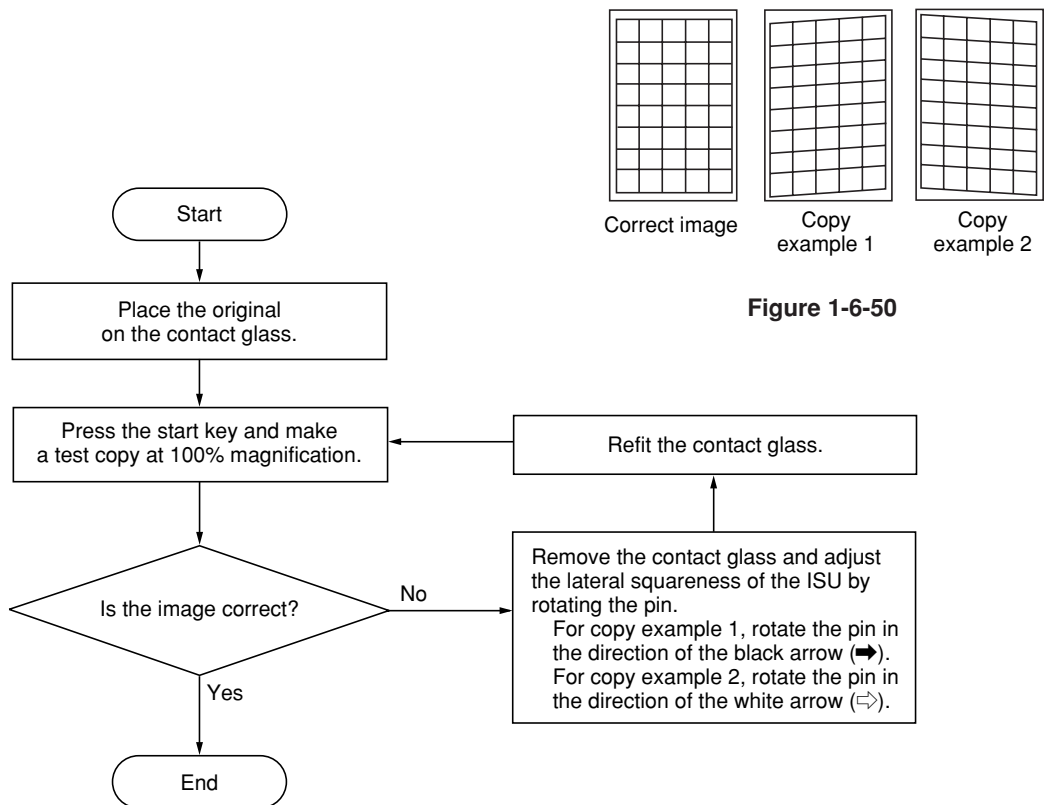 Correct image
Copy
example 1
Copy
example 2
Figure 1-6-50
Start
Place the original
on the contact glass.
Press the start key and make
a test copy at 100% magnification.
Refit the contact glass.
Is the image correct?
No
Remove the contact glass and adjust
the lateral squareness of the ISU by
rotating the pin.
For copy example 1, rotate the pin in
the direction of the black arrow (➡).
For copy example 2, rotate the pin in
the direction of the white arrow (⇨).
Yes
End